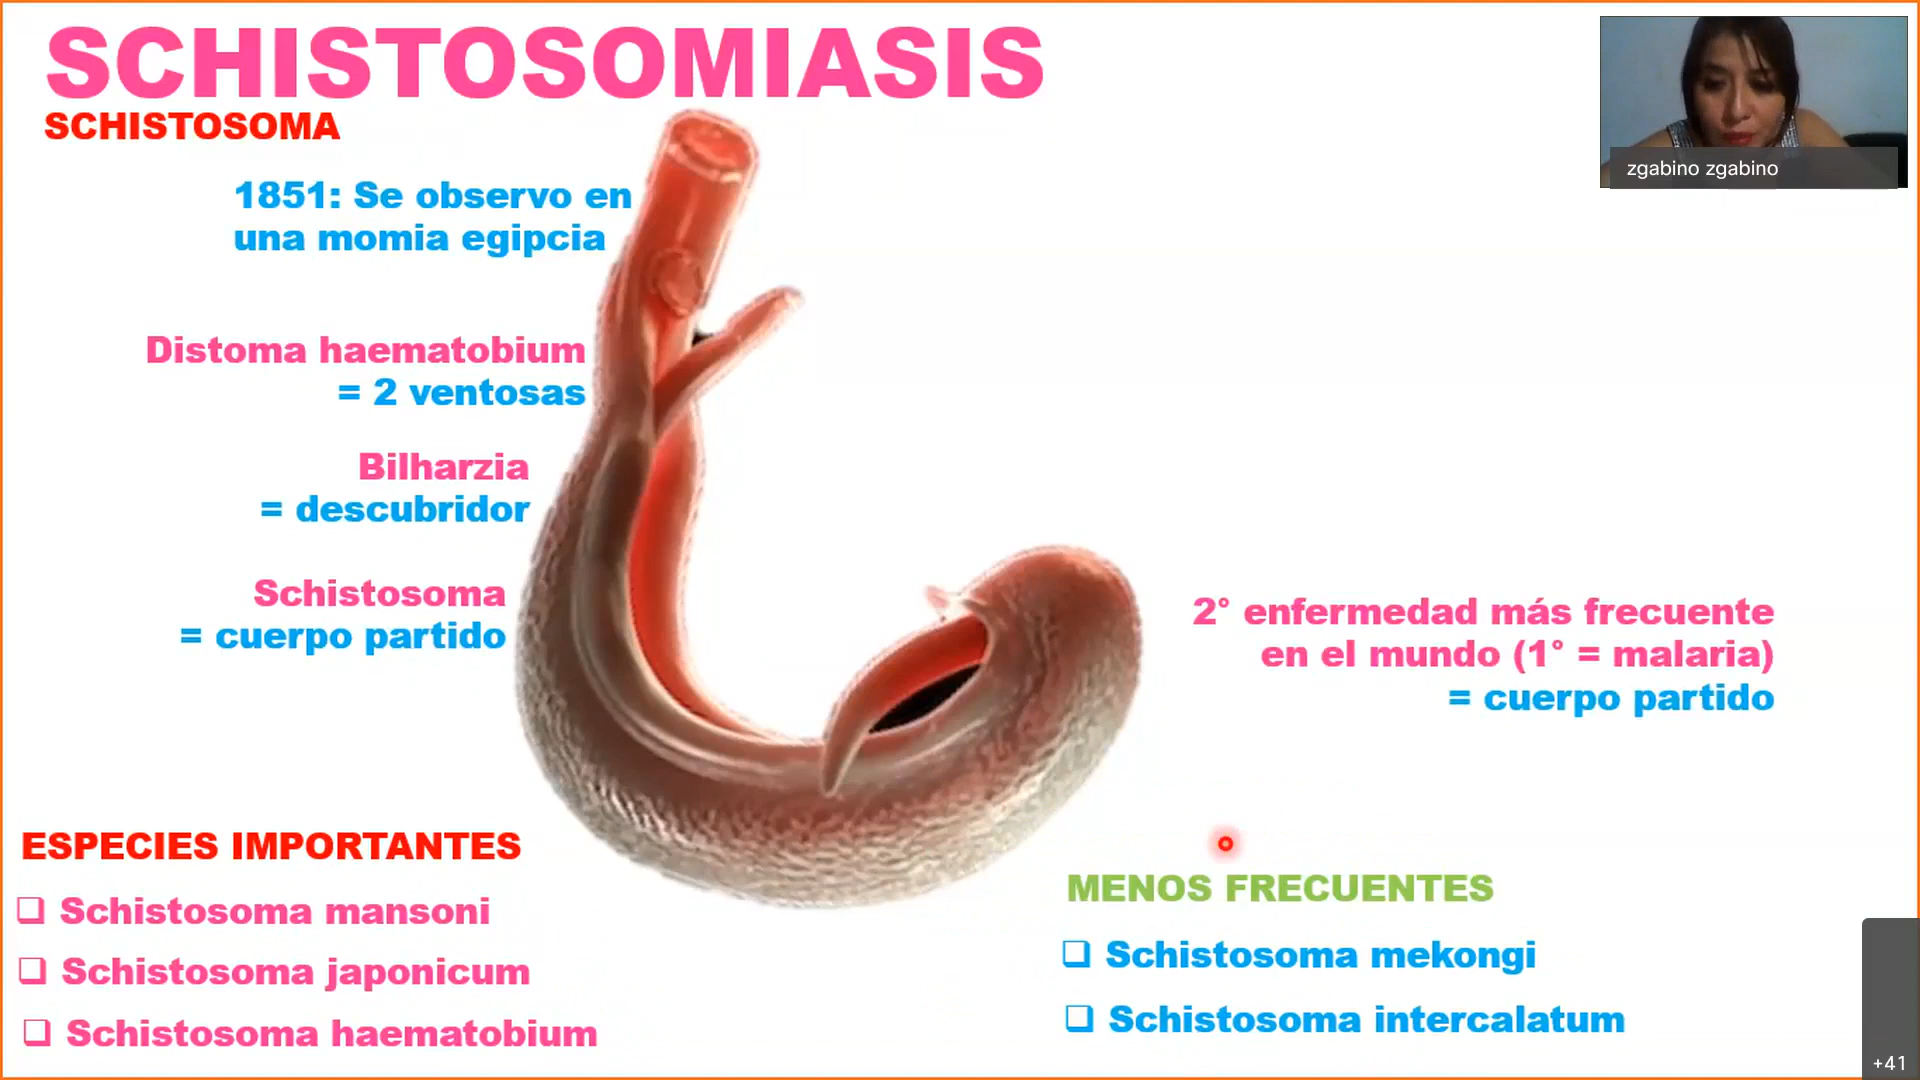 SCHISTOSOMIASIS
SCHISTOSOMA
1851: Se observo en
una momia egipcia
Distoma haematobium
= 2 ventosas
Bilharzia
= descubridor
Schistosoma
= cuerpo partido
2° enfermedad más frecuente
en el mundo (1° = malaria)
= cuerpo partido
ESPECIES IMPORTANTES
❑ Schistosoma mansoni
❑ Schistosoma japonicum
❑ Schistosoma haematobium
MENOS FRECUENTES
❑ Schistosoma mekongi
❑ Schistosoma intercalatum
zgabino zgabino
+41